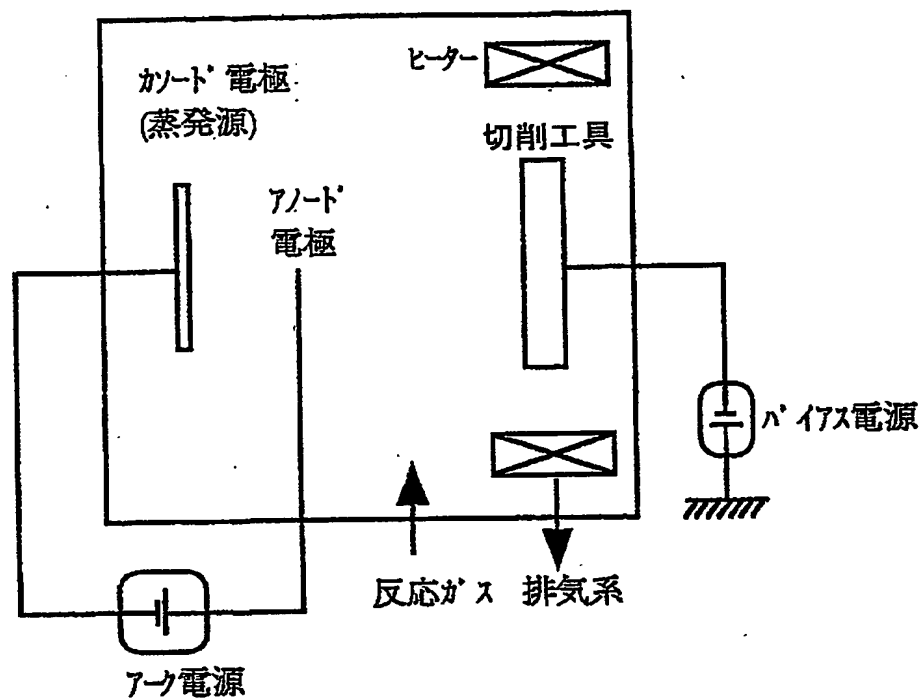 ヒーター
カソード電極
(蒸発源)
切削工具
アノード
電極
バイアス電源
反応ガス
排気系
アーク電源